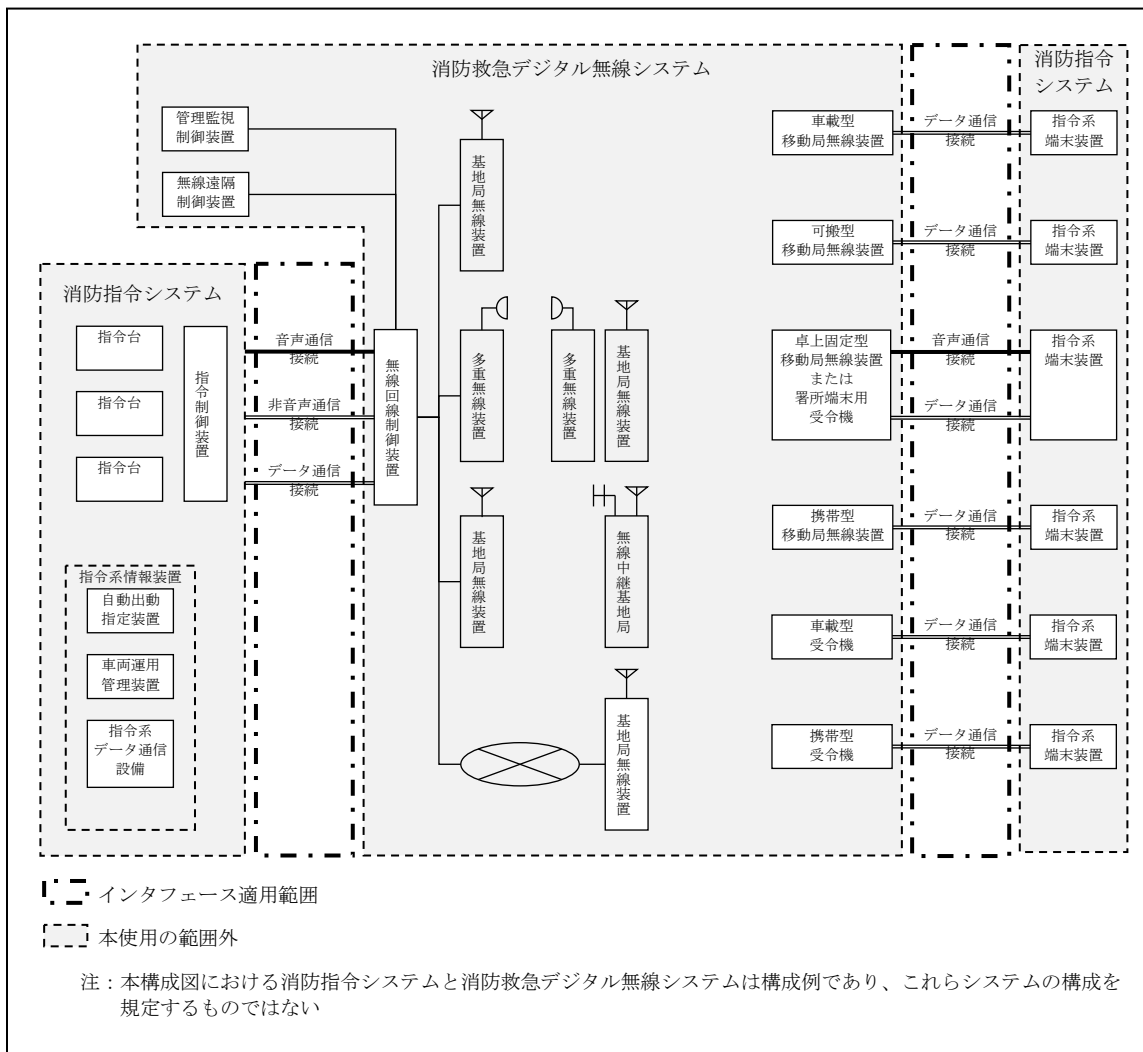 消防救急デジタル無線システム
消防指令
システム
管理監視
制御装置
無線遠隔
制御装置
消防指令システム
指令台
指令台
指令台
指令制御装置
音声通信
接続
非音声通信
接続
データ通信
接続
無線回線制御装置
指令系情報装置
自動出動
指定装置
車両運用
管理装置
指令系
データ通信
設備
基地局無線装置
多重無線装置
多重無線装置
基地局無線装置
基地局無線装置
無線中継基地局
基地局無線装置
車載型
移動局無線装置
データ通信
接続
指令系
端末装置
可搬型
移動局無線装置
データ通信
接続
指令系
端末装置
卓上固定型
移動局無線装置
または
署所端末用
受令機
音声通信
接続
データ通信
接続
指令系
端末装置
携帯型
移動局無線装置
データ通信
接続
指令系
端末装置
車載型
受令機
データ通信
接続
指令系
端末装置
携帯型
受令機
データ通信
接続
指令系
端末装置
インタフェース適用範囲
本使用の範囲外
注：本構成図における消防指令システムと消防救急デジタル無線システムは構成例であり、これらシステムの構成を
規定するものではない